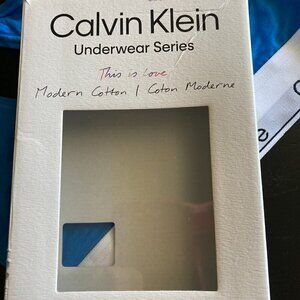 Calvin Klein
Underwear Series
This is Love
Modern Cotton | Coton Moderne